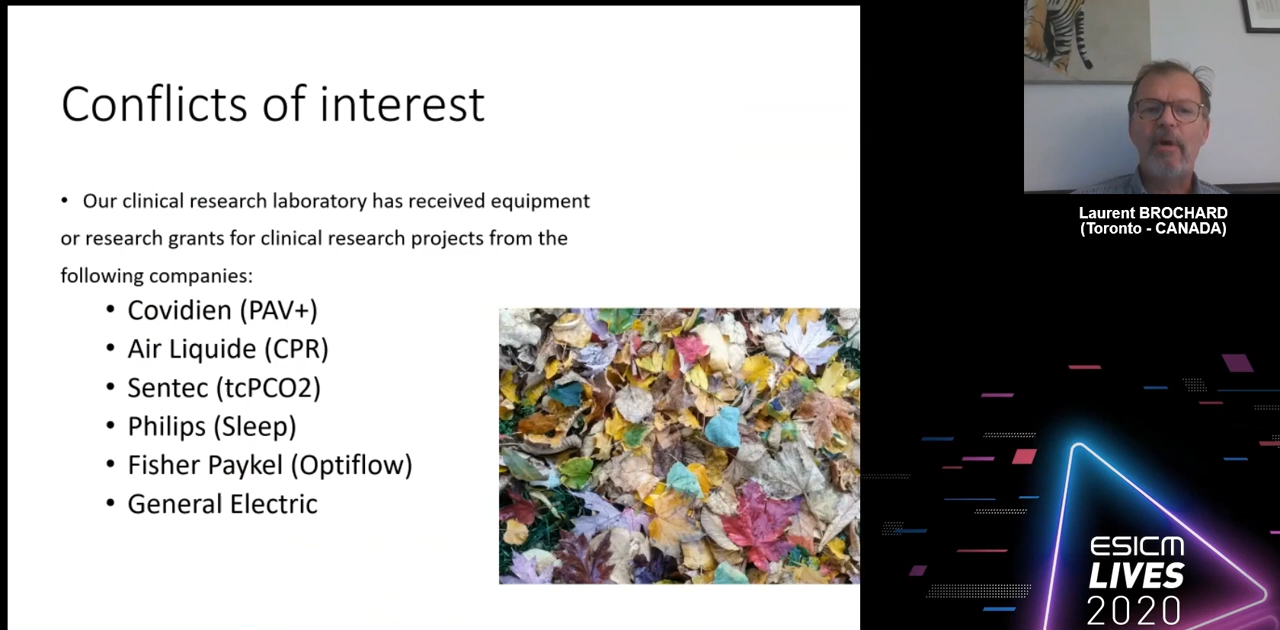 Conflicts of interest
• Our clinical research laboratory has received equipment
or research grants for clinical research projects from the
following companies:
• Covidien (PAV+)
• Air Liquide (CPR)
• Sentec (tcPCO2)
• Philips (Sleep)
• Fisher Paykel (Optiflow)
• General Electric
Laurent BROCHARD
(Toronto - CANADA)
ESICM
LIVES
2020